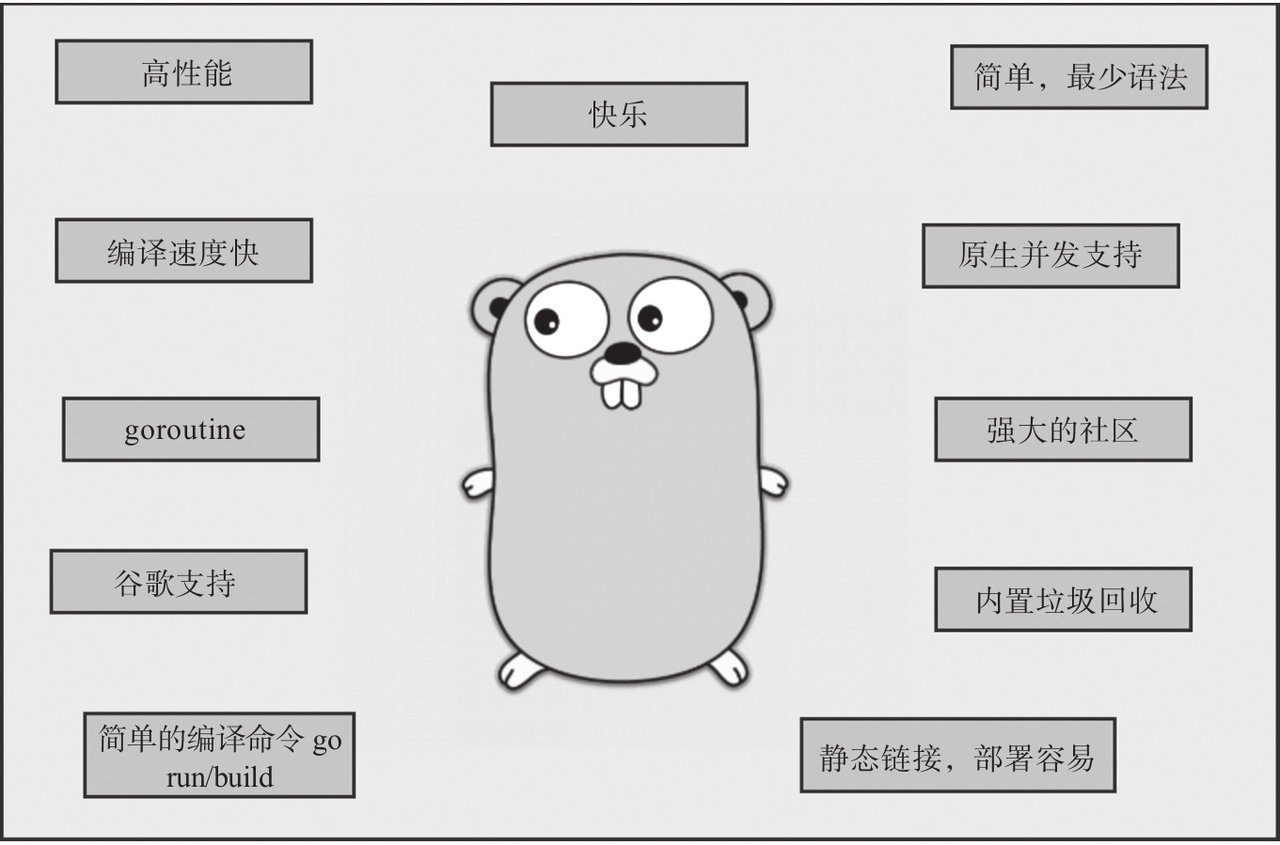 高性能
快乐
简单，最少语法
编译速度快
原生并发支持
goroutine
强大的社区
谷歌支持
内置垃圾回收
简单的编译命令 go
run/build
静态链接，部署容易